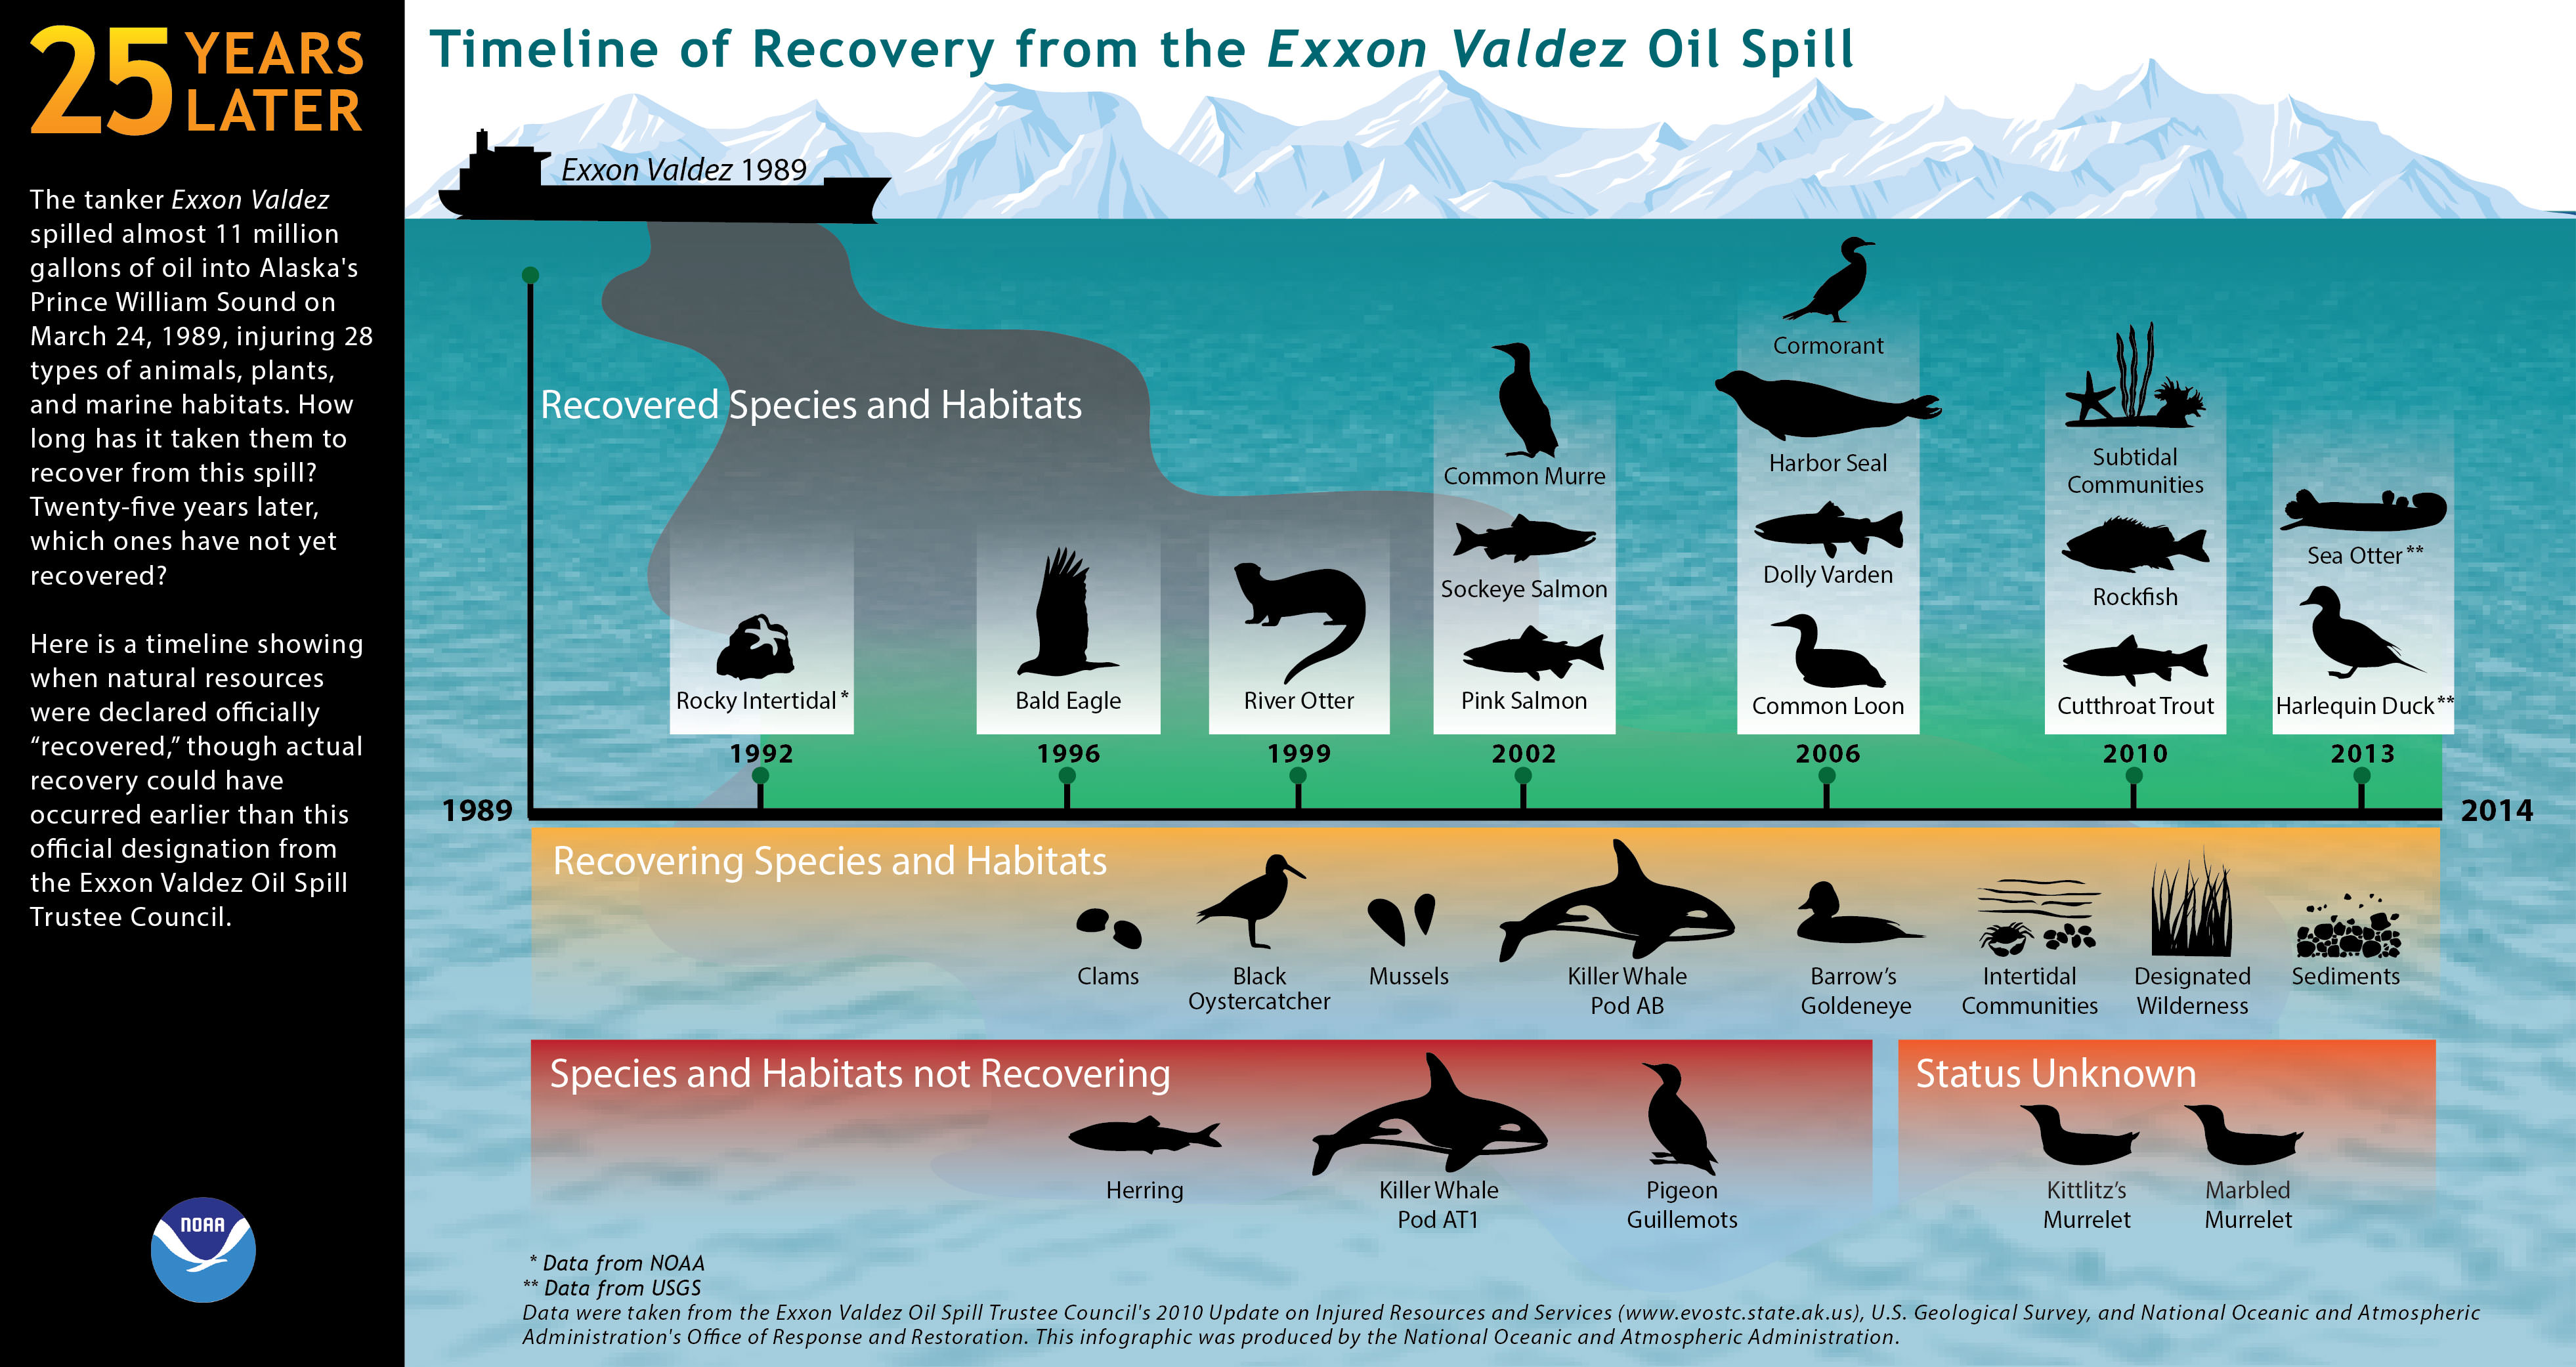 25 YEARS
LATER
The tanker Exxon Valdez
spilled almost 11 million
gallons of oil into Alaska's
Prince William Sound on
March 24, 1989, injuring 28
types of animals, plants,
and marine habitats. How
long has it taken them to
recover from this spill?
Twenty-five years later,
which ones have not yet
recovered?
Here is a timeline showing
when natural resources
were declared officially
“recovered,” though actual
recovery could have
occurred earlier than this
official designation from
the Exxon Valdez Oil Spill
Trustee Council.
NOAA
Timeline of Recovery from the Exxon Valdez Oil Spill
Exxon Valdez 1989
Recovered Species and Habitats
Rocky Intertidal *
1992
Bald Eagle
1996
River Otter
1999
Common Murre
Sockeye Salmon
Pink Salmon
2002
Cormorant
Harbor Seal
Dolly Varden
Common Loon
2006
Subtidal
Communities
Rockfish
Cutthroat Trout
2010
Sea Otter **
Harlequin Duck **
2013
1989
2014
Recovering Species and Habitats
Clams
Black
Oystercatcher
Mussels
Killer Whale
Pod AB
Barrow’s
Goldeneye
Intertidal
Communities
Designated
Wilderness
Sediments
Species and Habitats not Recovering
Herring
Killer Whale
Pod AT1
Pigeon
Guillemots
Status Unknown
Kittlitz’s
Murrelet
Marbled
Murrelet
* Data from NOAA
** Data from USGS
Data were taken from the Exxon Valdez Oil Spill Trustee Council's 2010 Update on Injured Resources and Services (www.evostc.state.ak.us), U.S. Geological Survey, and National Oceanic and Atmospheric
Administration's Office of Response and Restoration. This infographic was produced by the National Oceanic and Atmospheric Administration.